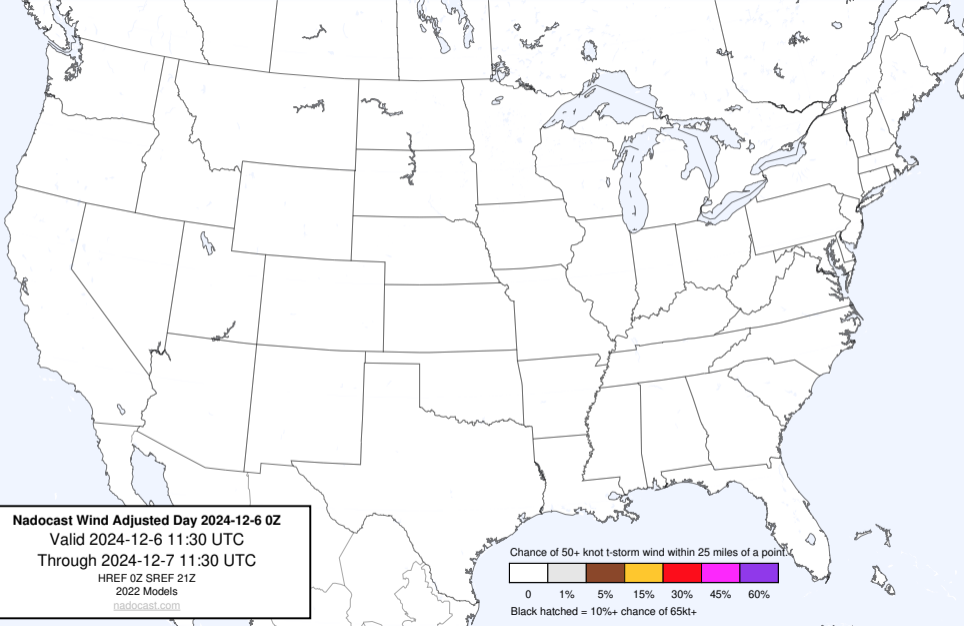 Nadocast Wind Adjusted Day 2024-12-6 0Z
Valid 2024-12-6 11:30 UTC
Through 2024-12-7 11:30 UTC
HREF 0Z SREF 21Z
2022 Models
nadocast.com
Chance of 50+ knot t-storm wind within 25 miles of a point.
0 1% 5% 15% 30% 45% 60%
Black hatched = 10%+ chance of 65kt+